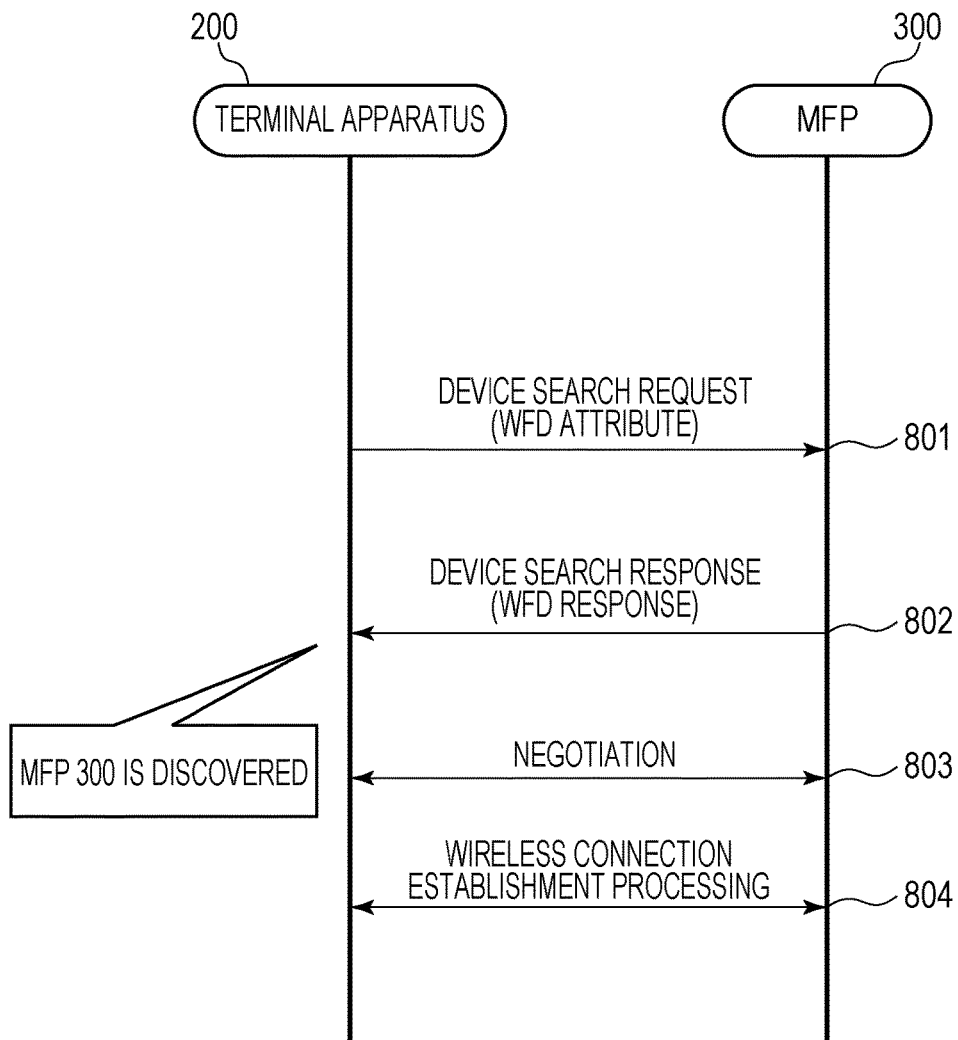 200
300
TERMINAL APPARATUS
MFP
DEVICE SEARCH REQUEST
(WFD ATTRIBUTE)
801
DEVICE SEARCH RESPONSE
(WFD RESPONSE)
802
MFP 300 IS DISCOVERED
NEGOTIATION
803
WIRELESS CONNECTION
ESTABLISHMENT PROCESSING
804